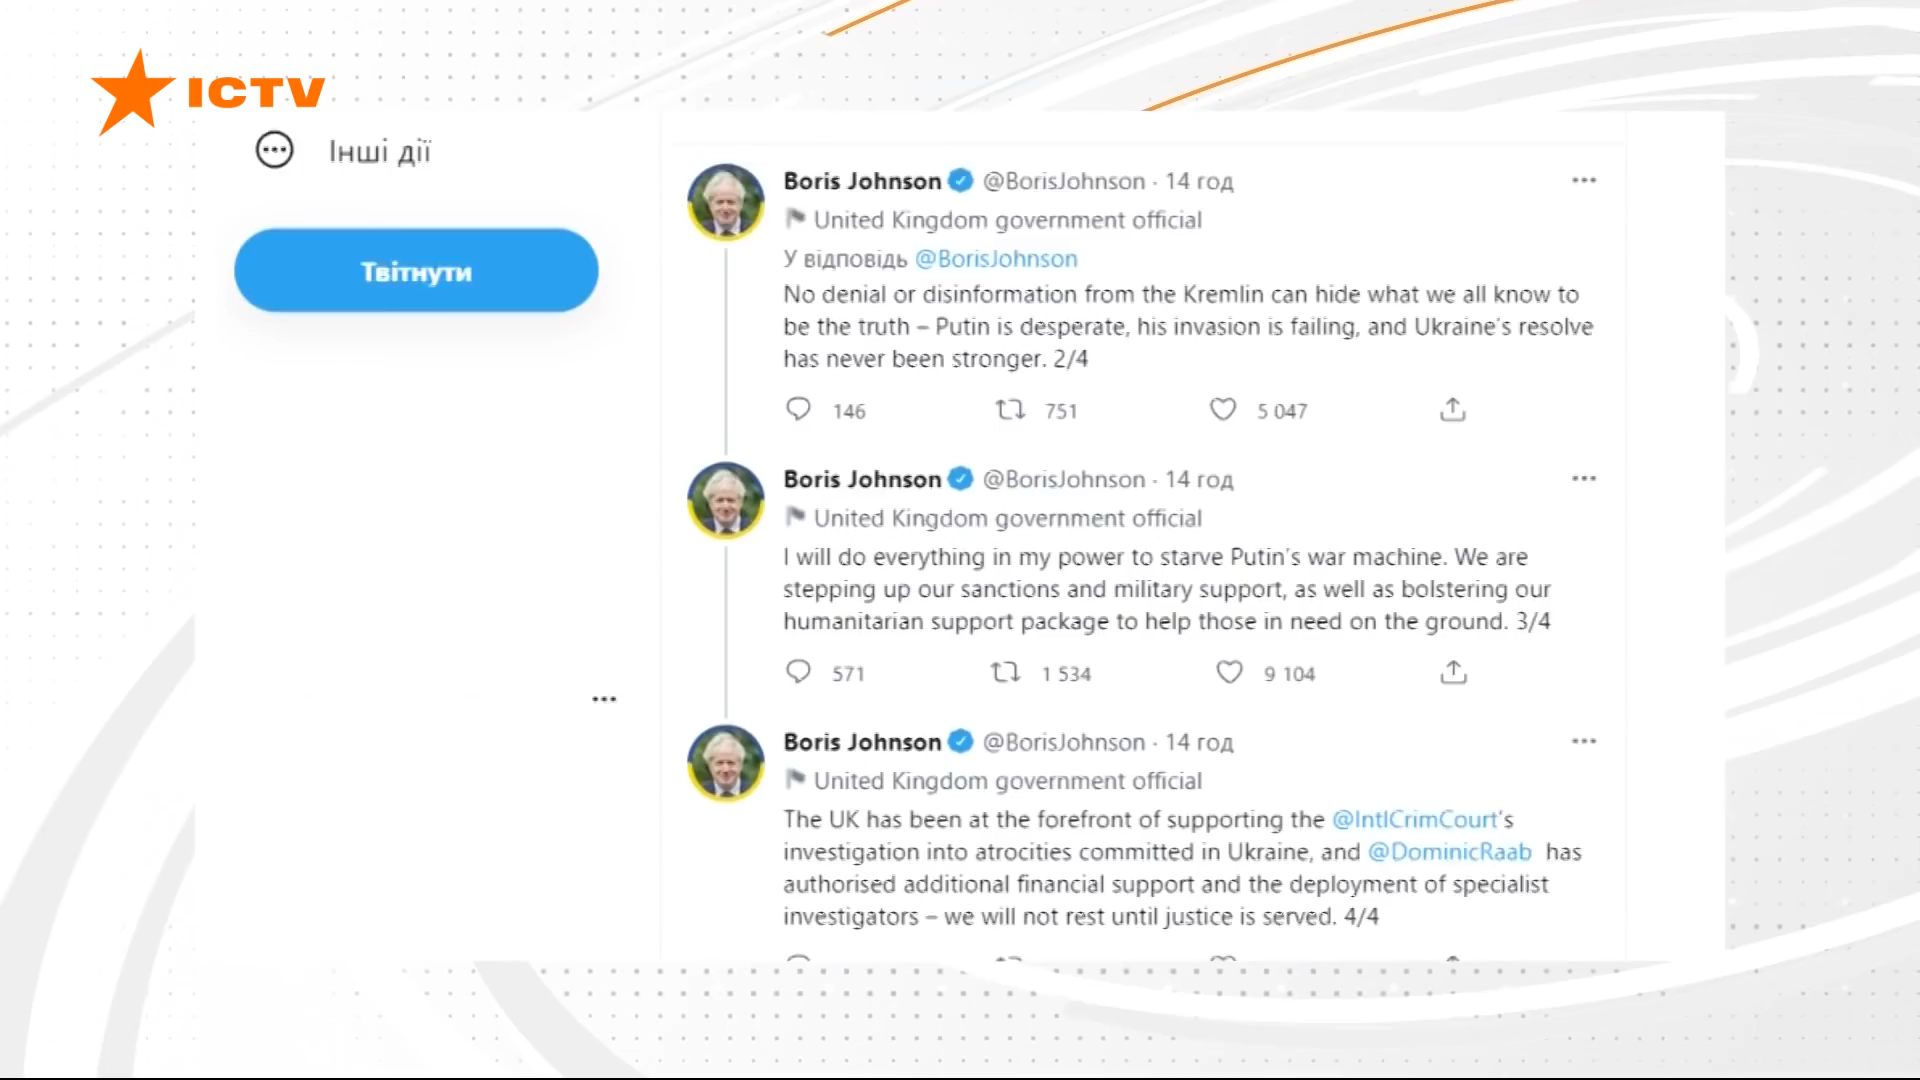 ICTV
Інші дії
Твітнути
Boris Johnson @BorisJohnson · 14 год
United Kingdom government official
У відповідь @BorisJohnson
No denial or disinformation from the Kremlin can hide what we all know to
be the truth – Putin is desperate, his invasion is failing, and Ukraine's resolve
has never been stronger. 2/4
146 751 5 047
Boris Johnson @BorisJohnson · 14 год
United Kingdom government official
I will do everything in my power to starve Putin's war machine. We are
stepping up our sanctions and military support, as well as bolstering our
humanitarian support package to help those in need on the ground. 3/4
571 1 534 9 104
Boris Johnson @BorisJohnson · 14 год
United Kingdom government official
The UK has been at the forefront of supporting the @IntlCrimCourt's
investigation into atrocities committed in Ukraine, and @DominicRaab has
authorised additional financial support and the deployment of specialist
investigators – we will not rest until justice is served. 4/4